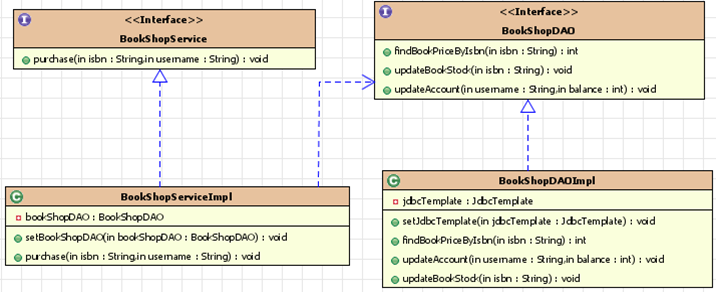 I
<<Interface>>
BookShopService
purchase(in isbn : String,in username : String) : void
I
<<Interface>>
BookShopDAO
findBookPriceByIsbn(in isbn : String) : int
updateBookStock(in isbn : String) : void
updateAccount(in username : String,in balance : int) : void
C
BookShopServiceImpl
bookShopDAO : BookShopDAO
setBookShopDAO(in bookShopDAO : BookShopDAO) : void
purchase(in isbn : String,in username : String) : void
C
BookShopDAOImpl
jdbcTemplate : JdbcTemplate
setJdbcTemplate(in jdbcTemplate : JdbcTemplate) : void
findBookPriceByIsbn(in isbn : String) : int
updateAccount(in username : String,in balance : int) : void
updateBookStock(in isbn : String) : void